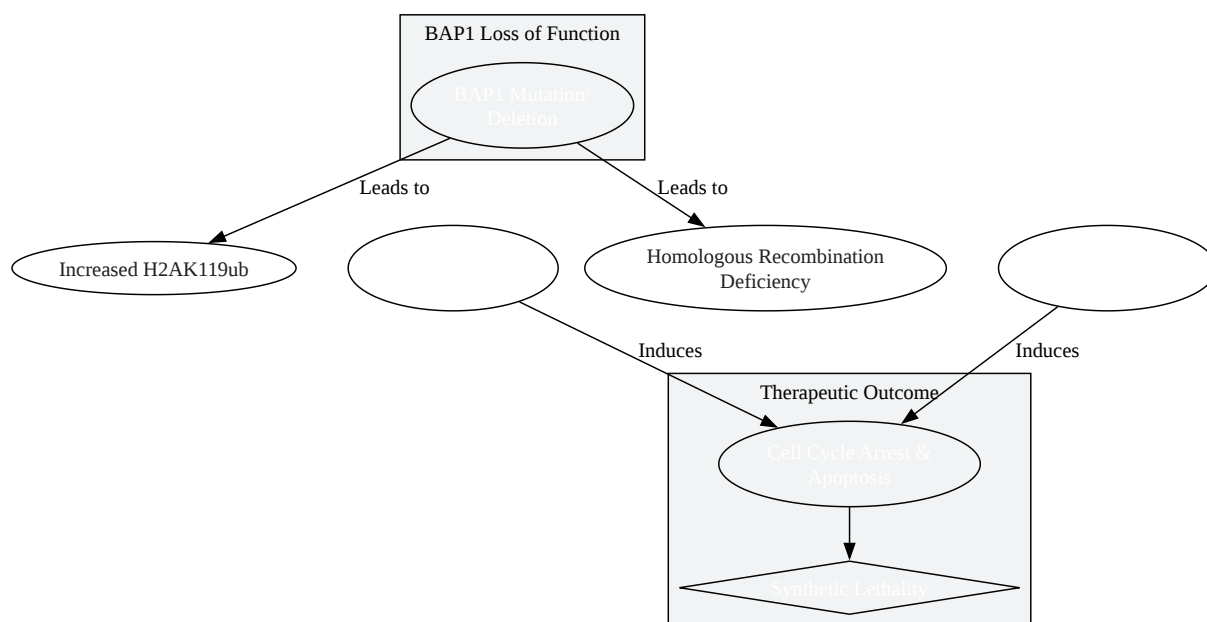 BAP1 Loss of Function
BAP1 Mutation/
Deletion
Leads to
Leads to
Increased H2AK119ub
Homologous Recombination
Deficiency
Induces
Induces
Therapeutic Outcome
Cell Cycle Arrest &
Apoptosis
Synthetic Lethality